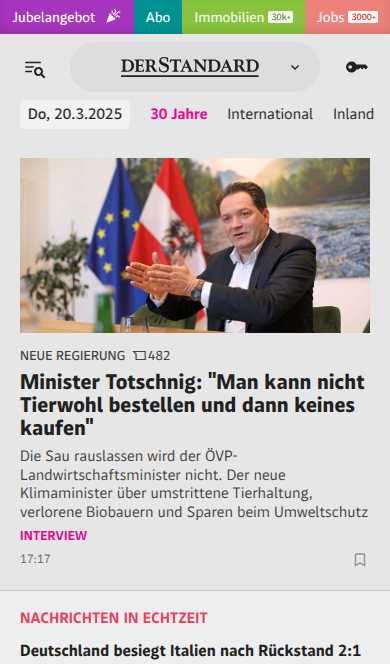 Jubelangebot Abo Immobilien 30k+ Jobs 3000+
DERSTANDARD
Do, 20.3.2025 30 Jahre International Inland
NEUE REGIERUNG 482
Minister Totschnig: "Man kann nicht
Tierwohl bestellen und dann keines
kaufen"
Die Sau rauslassen wird der ÖVP-
Landwirtschaftsminister nicht. Der neue
Klimaminister über umstrittene Tierhaltung,
verlorene Biobauern und Sparen beim Umweltschutz
INTERVIEW
17:17
NACHRICHTEN IN ECHTZEIT
Deutschland besiegt Italien nach Rückstand 2:1